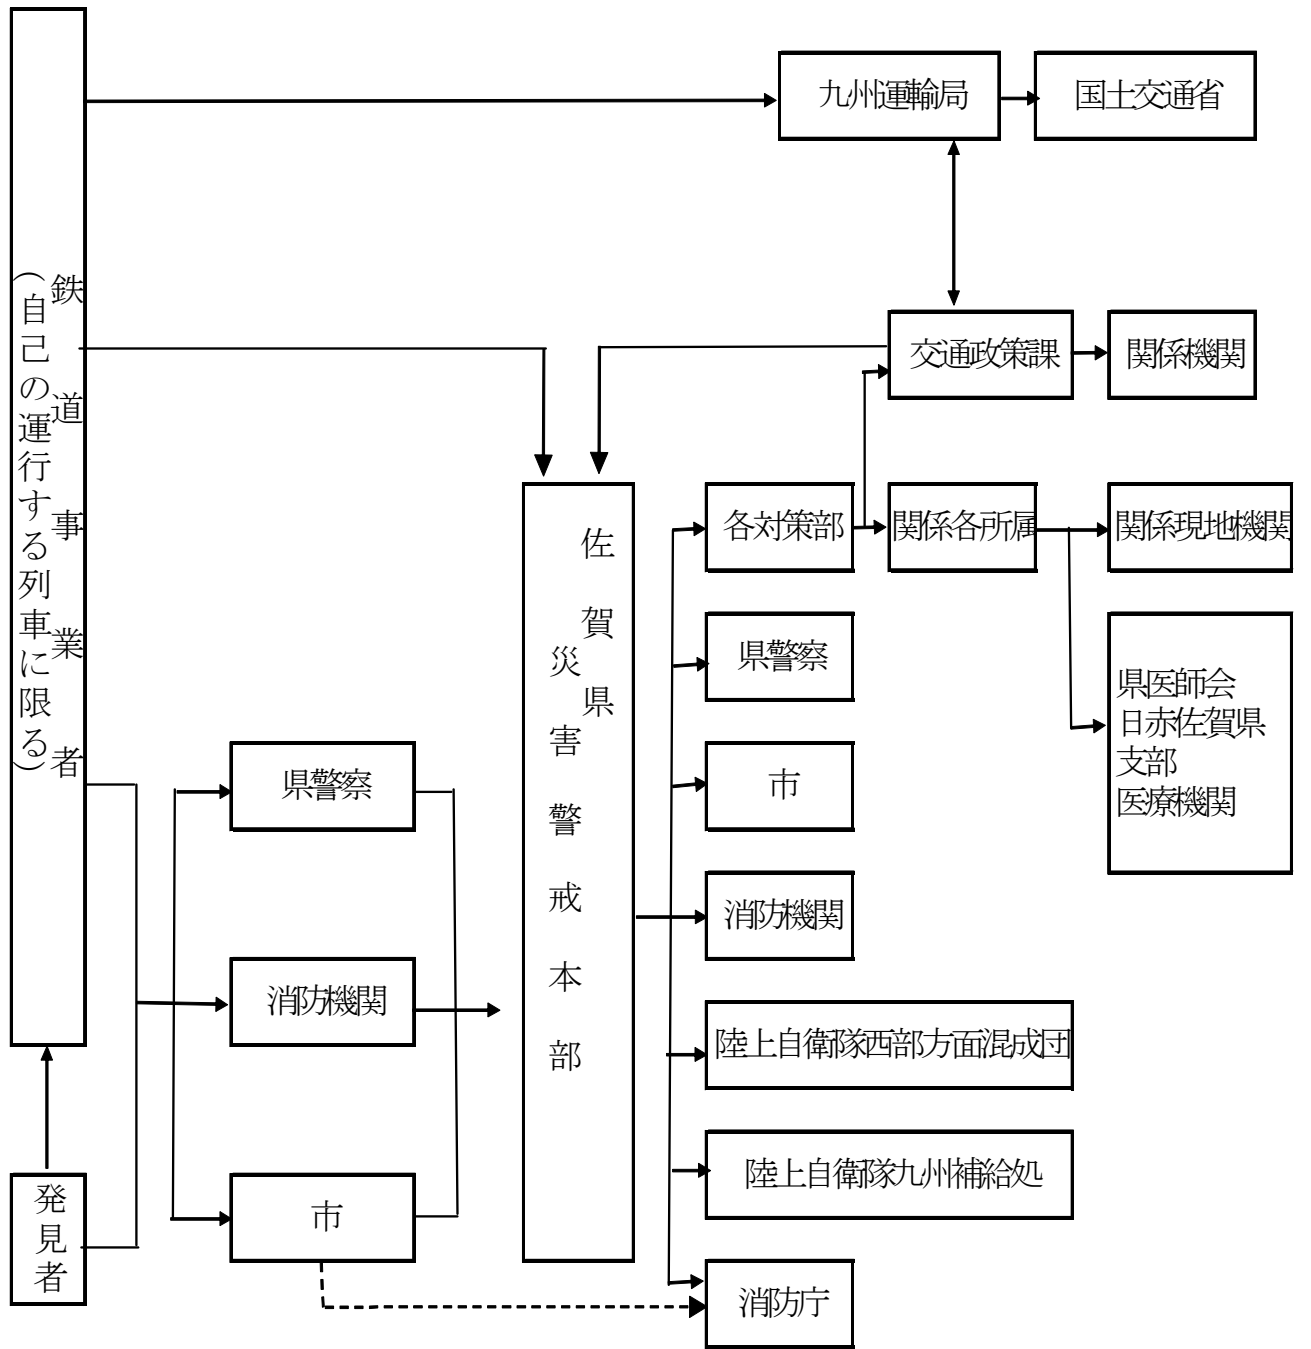 鉄道事業者
（自己の運行する列車に限る）
発見者
県警察
消防機関
市
佐賀県
災害警戒本部
九州運輸局
国土交通省
交通政策課
関係機関
各対策部
関係各所属
関係現地機関
県警察
県医師会
日赤佐賀県
支部
医療機関
市
消防機関
陸上自衛隊西部方面混成団
陸上自衛隊九州補給処
消防庁